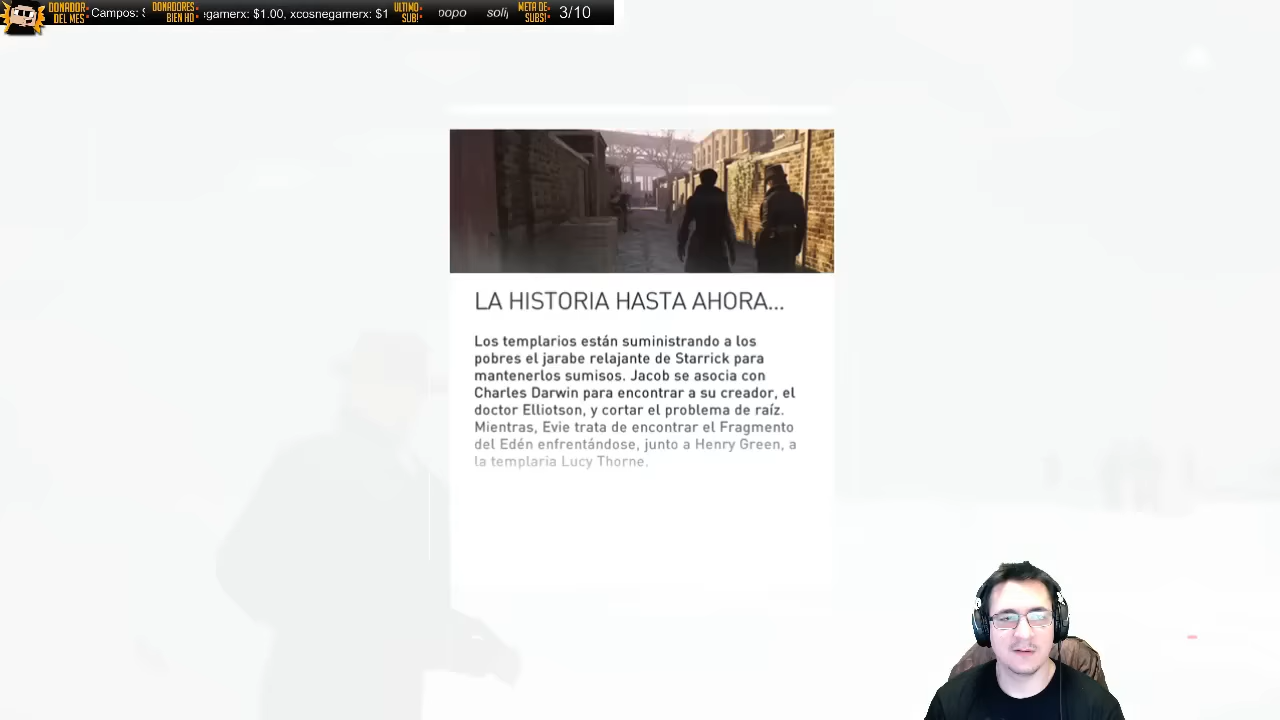 DONADOR
DEL MES
Campos:
DONADORES
BIEN HD
egamerx: $1.00, xcosnegamerx: $1
ULTIMO
SUB!
META DE
SUBS!
3/10
LA HISTORIA HASTA AHORA...
Los templarios están suministrando a los
pobres el jarabe relajante de Starrick para
mantenerlos sumisos. Jacob se asocia con
Charles Darwin para encontrar a su creador, el
doctor Elliotson, y cortar el problema de raíz.
Mientras, Evie trata de encontrar el Fragmento
del Edén enfrentándose, junto a Henry Green, a
la templaria Lucy Thorne.